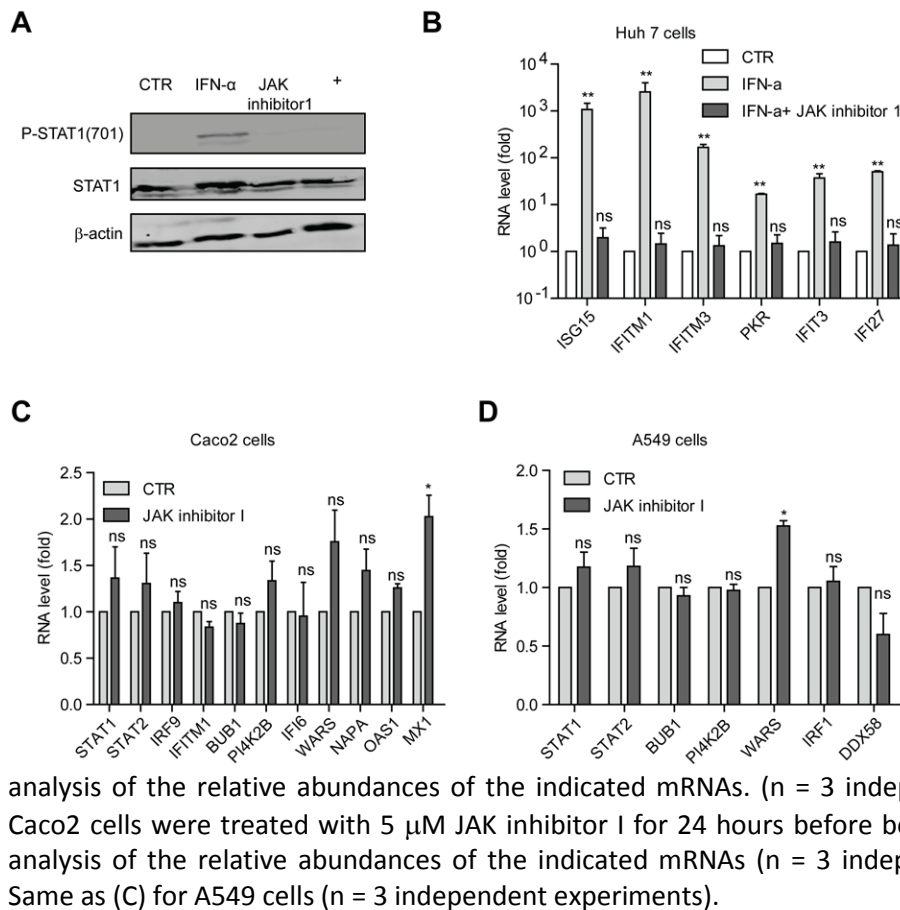 A
CTR IFN-α JAK inhibitor1 +
P-STAT1(701)
STAT1
β-actin
B
Huh 7 cells
CTR
IFN-a
IFN-a+ JAK inhibitor 1
RNA level (fold)
10^4
10^3
10^2
10^1
10^0
10^-1
** ns ** ns ** ns ** ns ** ns ** ns
ISG15 IFITM1 IFITM3 PKR IFIT3 IFI27
C
Caco2 cells
CTR
JAK inhibitor I
RNA level (fold)
2.5
2.0
1.5
1.0
0.5
0.0
ns ns ns ns ns ns ns ns ns ns *
STAT1 STAT2 IRF9 IFITM1 BUB1 PI4K2B IFI6 WARS NAPA OAS1 MX1
D
A549 cells
CTR
JAK inhibitor I
RNA level (fold)
2.0
1.5
1.0
0.5
0.0
ns ns ns ns * ns ns
STAT1 STAT2 BUB1 PI4K2B WARS IRF1 DDX58
analysis of the relative abundances of the indicated mRNAs. (n = 3 indep
Caco2 cells were treated with 5 μM JAK inhibitor I for 24 hours before be
analysis of the relative abundances of the indicated mRNAs (n = 3 indep
Same as (C) for A549 cells (n = 3 independent experiments).